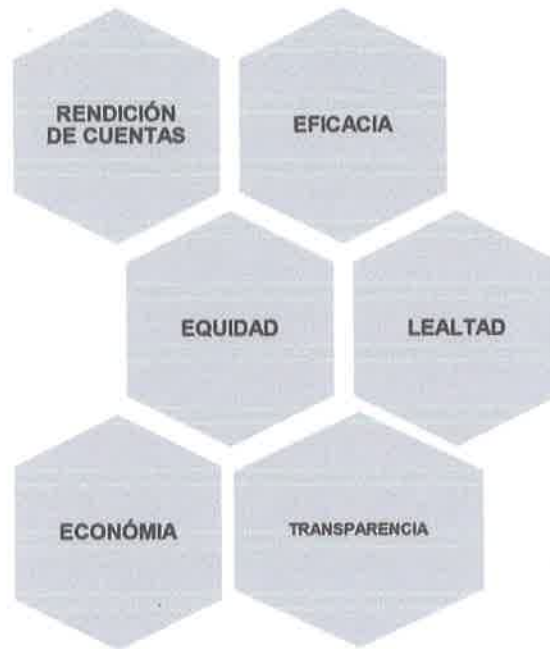 RENDICIÓN
DE CUENTAS
EFICACIA
EQUIDAD
LEALTAD
ECONÓMIA
TRANSPARENCIA